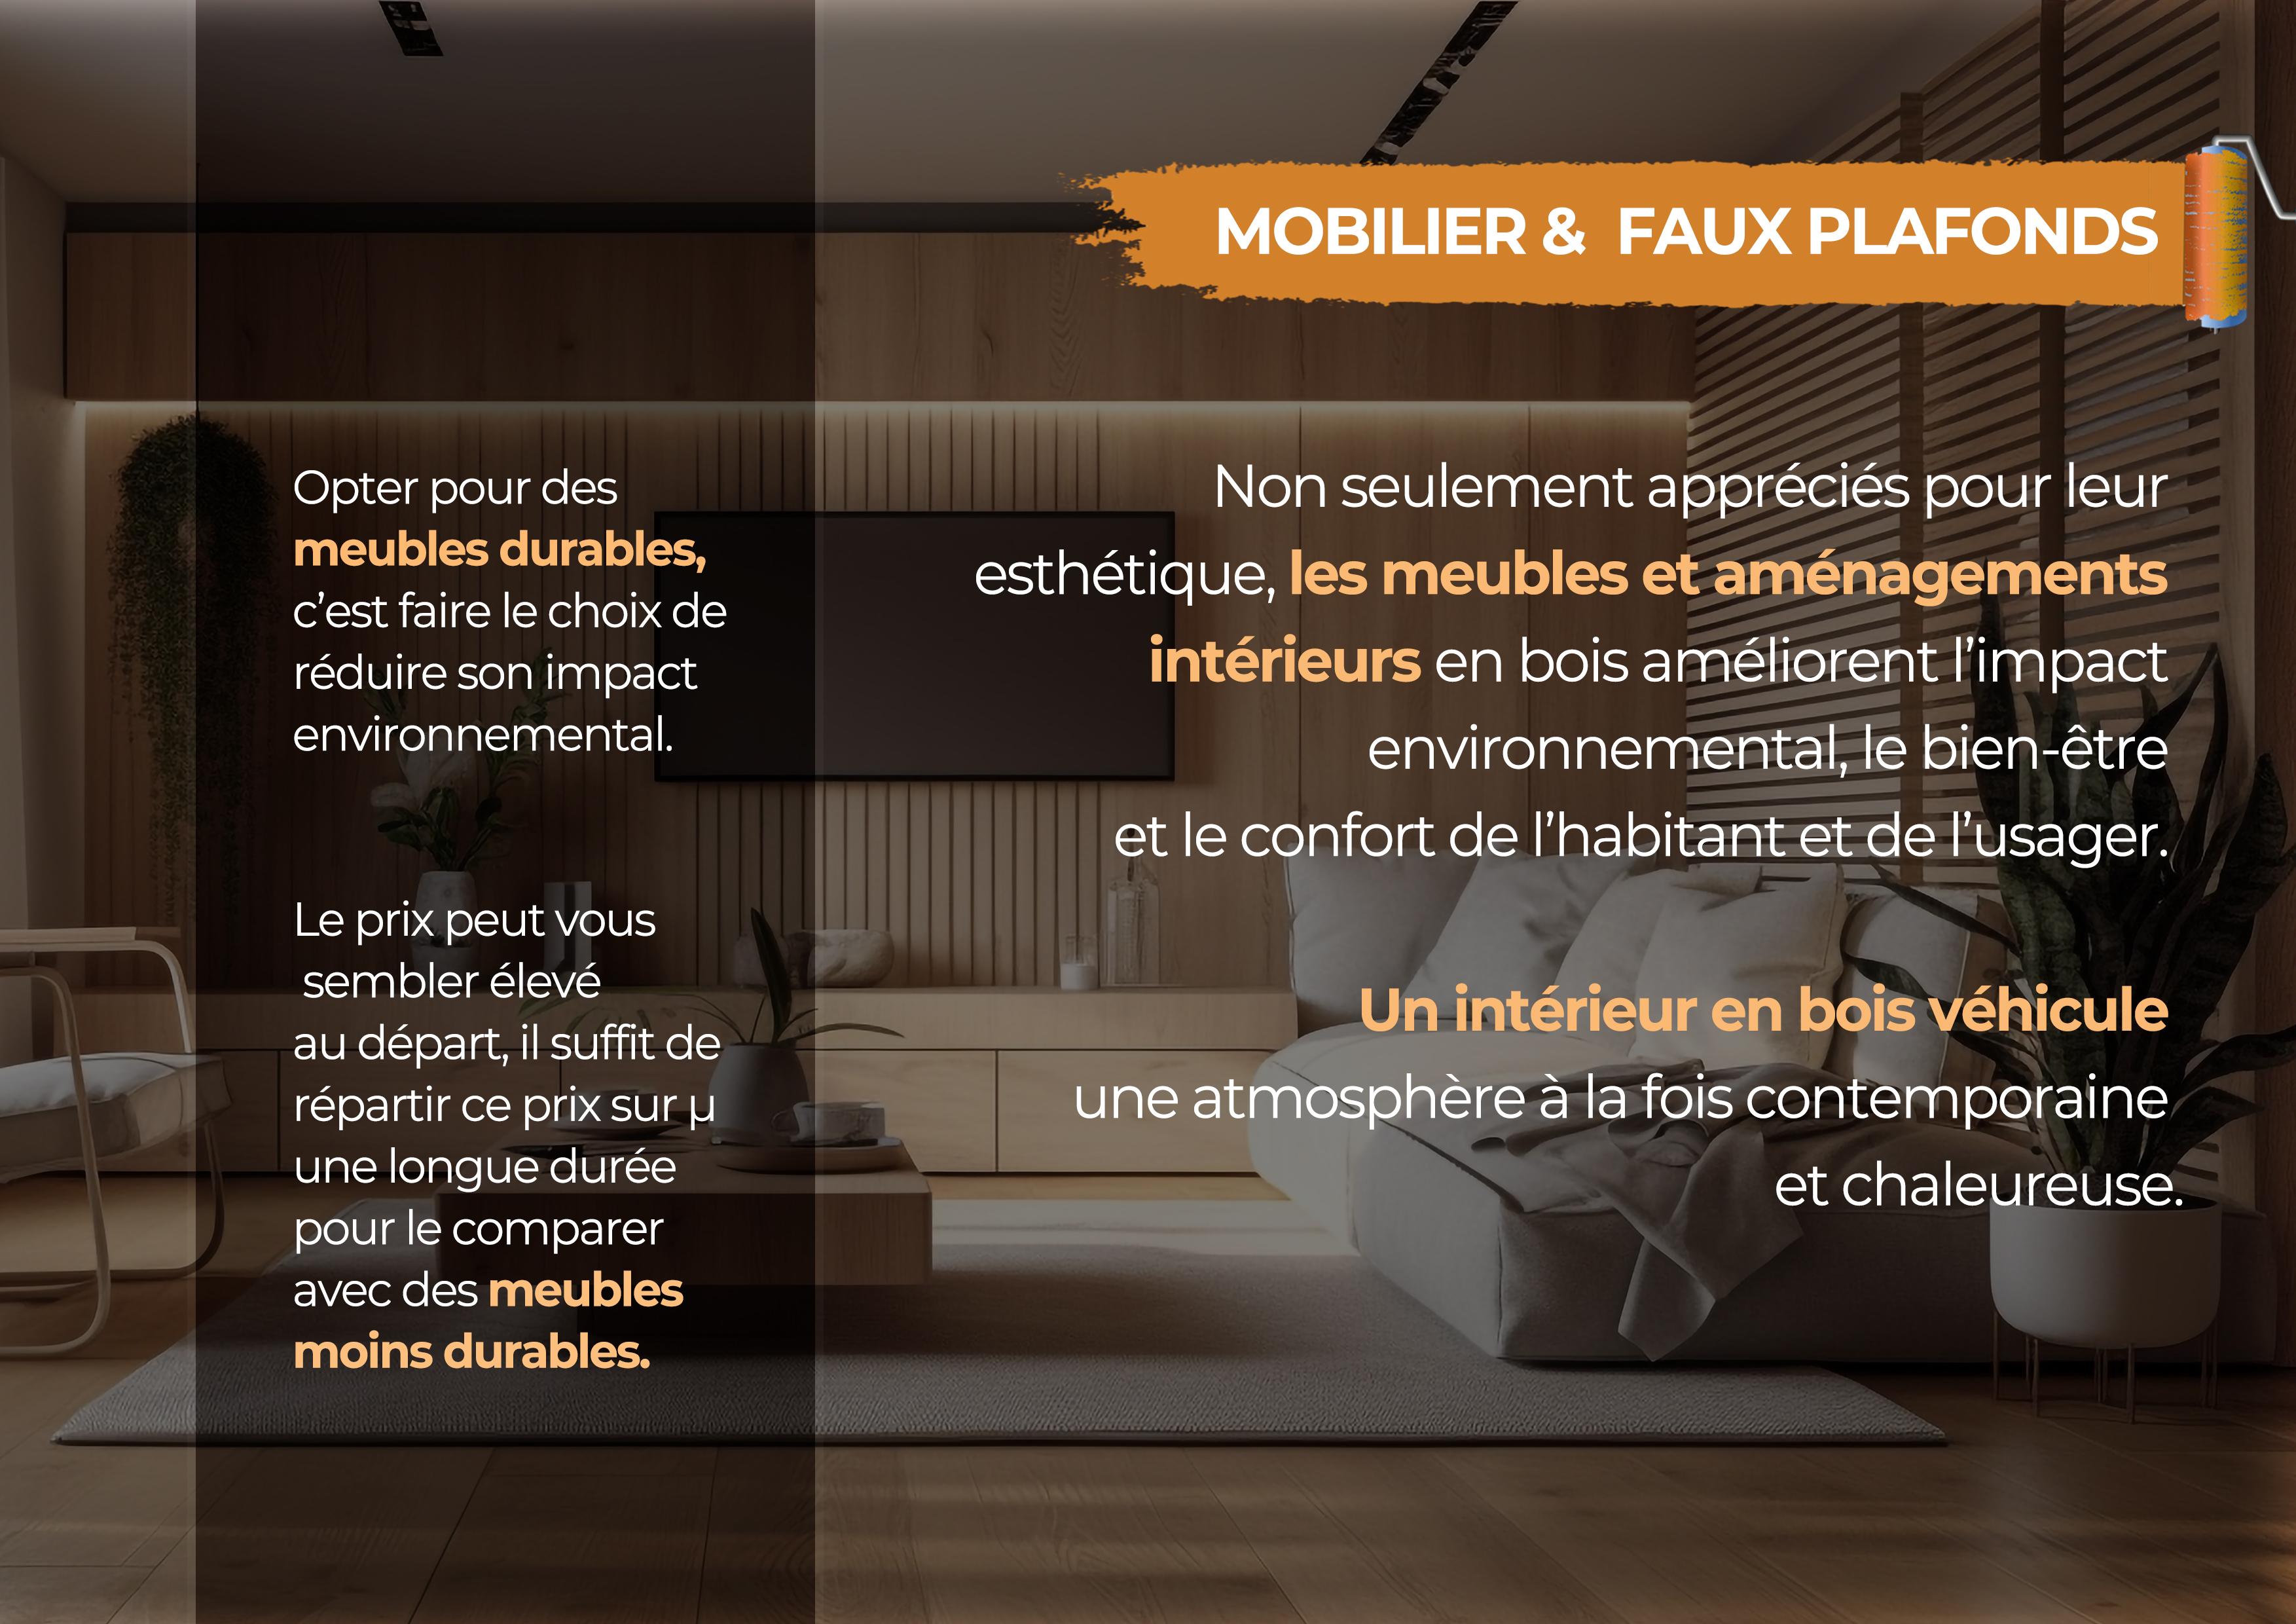 MOBILIER & FAUX PLAFONDS
Opter pour des
meubles durables,
c’est faire le choix de
réduire son impact
environnemental.
Le prix peut vous
sembler élevé
au départ, il suffit de
répartir ce prix sur µ
une longue durée
pour le comparer
avec des meubles
moins durables.
Non seulement appréciés pour leur
esthétique, les meubles et aménagements
intérieurs en bois améliorent l’impact
environnemental, le bien-être
et le confort de l’habitant et de l’usager.
Un intérieur en bois véhicule
une atmosphère à la fois contemporaine
et chaleureuse.